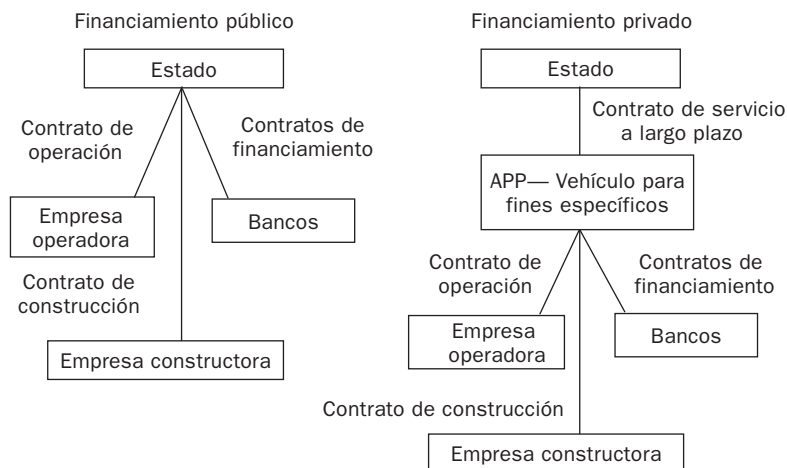 Financiamiento público
Estado
Contrato de
operación
Contratos de
financiamiento
Empresa
operadora
Bancos
Contrato de
construcción
Empresa constructora
Financiamiento privado
Estado
Contrato de servicio
a largo plazo
APP— Vehículo para
fines específicos
Contrato de
operación
Contratos de
financiamiento
Empresa
operadora
Bancos
Contrato de construcción
Empresa constructora